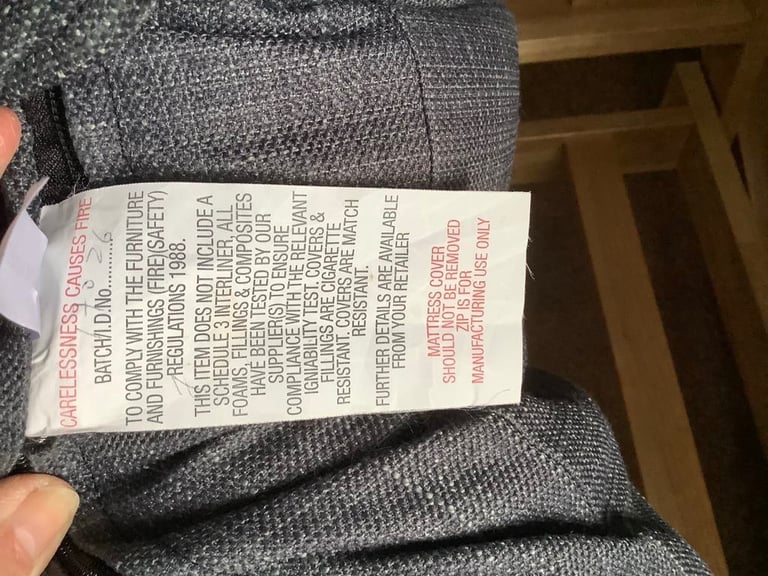 CARELESSNESS CAUSES FIRE
BATCH/I.D.No............
TO COMPLY WITH THE FURNITURE
AND FURNISHINGS (FIRE)(SAFETY)
REGULATIONS 1988.
THIS ITEM DOES NOT INCLUDE A
SCHEDULE 3 INTERLINER, ALL
FOAMS, FILLINGS & COMPOSITES
HAVE BEEN TESTED BY OUR
SUPPLIER(S) TO ENSURE
COMPLIANCE WITH THE RELEVANT
IGNIABILITY TEST. COVERS &
FILLINGS ARE CIGARETTE
RESISTANT. COVERS ARE MATCH
RESISTANT.
FURTHER DETAILS ARE AVAILABLE
FROM YOUR RETAILER
MATTRESS COVER
SHOULD NOT BE REMOVED
ZIP IS FOR
MANUFACTURING USE ONLY